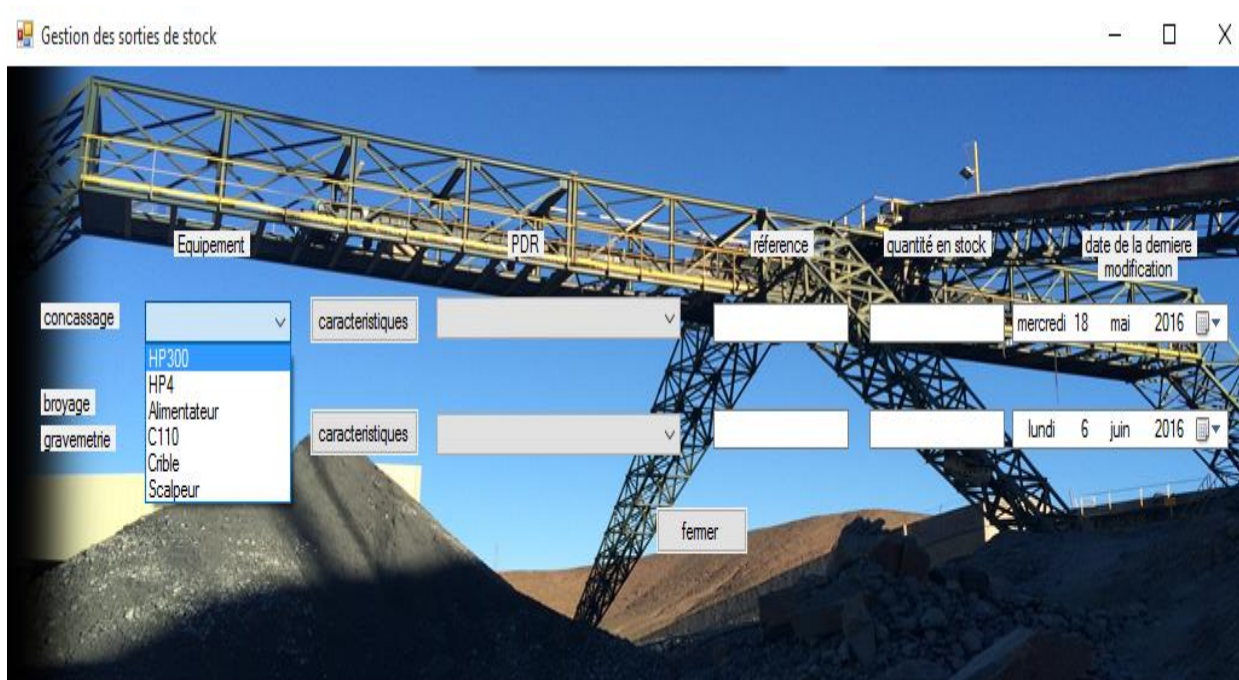 Gestion des sorties de stock
Equipement PDR réference quantité en stock date de la derniere
modification
concassage caracteristiques mercredi 18 mai 2016
HP300
HP4
Alimentateur
C110
Crible
Scalpeur
broyage
gravemetrie caracteristiques lundi 6 juin 2016
fermer